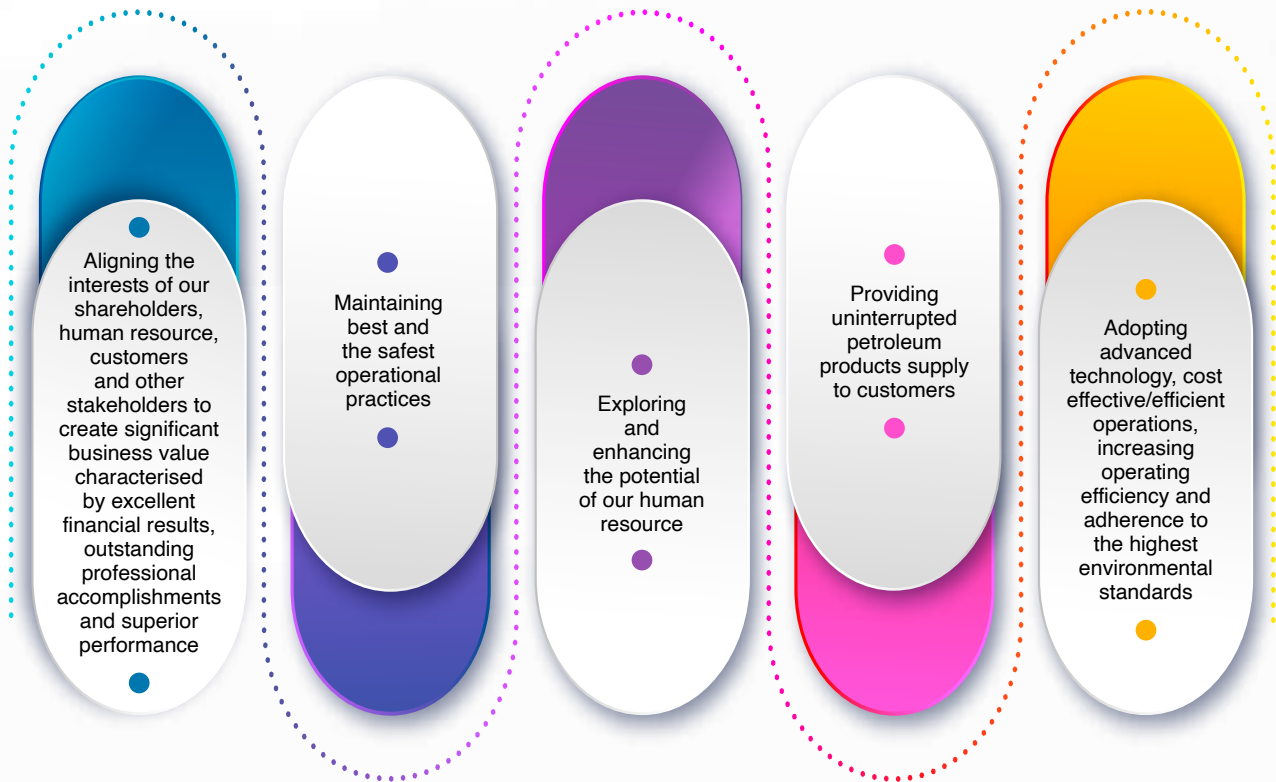 Aligning the
interests of our
shareholders,
human resource,
customers
and other
stakeholders to
create significant
business value
characterised
by excellent
financial results,
outstanding
professional
accomplishments
and superior
performance
Maintaining
best and
the safest
operational
practices
Exploring
and
enhancing
the potential
of our human
resource
Providing
uninterrupted
petroleum
products supply
to customers
Adopting
advanced
technology, cost
effective/efficient
operations,
increasing
operating
efficiency and
adherence to
the highest
environmental
standards